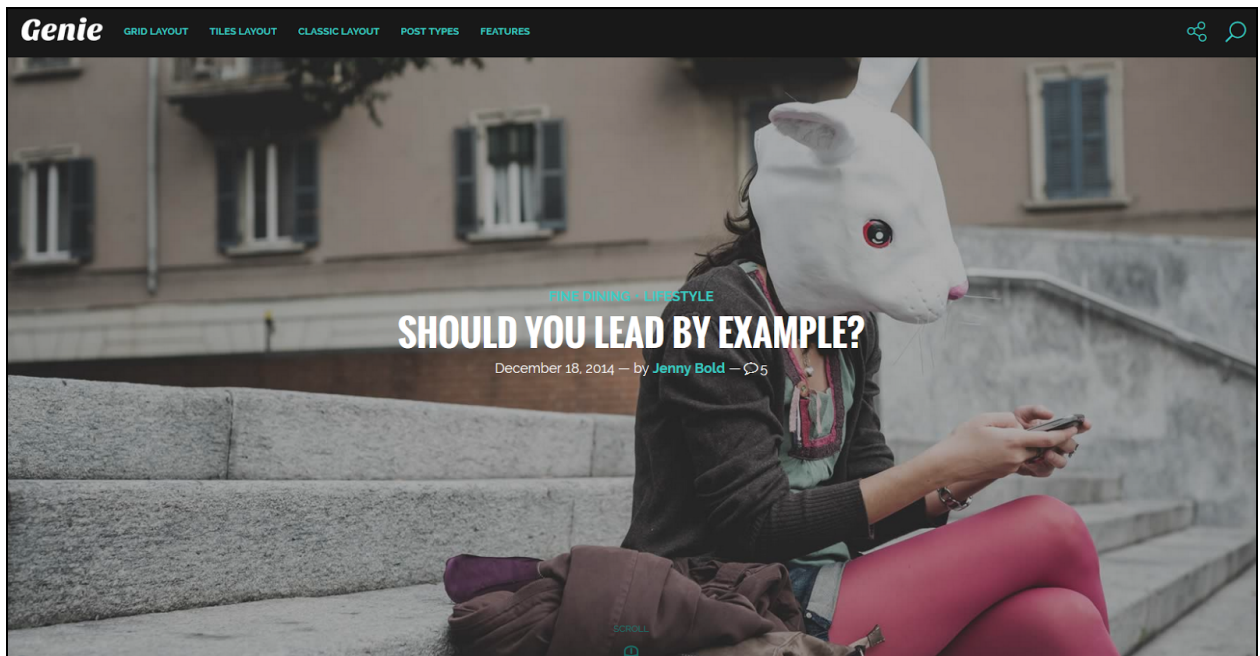 Genie GRID LAYOUT TILES LAYOUT CLASSIC LAYOUT POST TYPES FEATURES
FINE DINING - LIFESTYLE
SHOULD YOU LEAD BY EXAMPLE?
December 18, 2014 — by Jenny Bold — 5
SCROLL